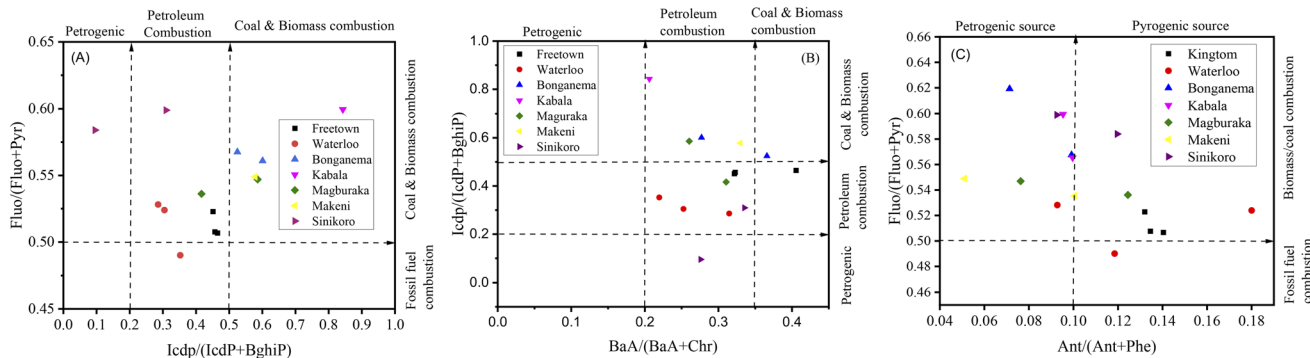 Petrogenic
Petroleum
Combustion
Coal & Biomass combustion
(A)
0.65
0.60
0.55
0.50
0.45
Fluo/(Fluo+Pyr)
Freetown
Waterloo
Bonganema
Kabala
Magburaka
Makeni
Sinikoro
Coal & Biomass combustion
Fossil fuel
combustion
0.0 0.1 0.2 0.3 0.4 0.5 0.6 0.7 0.8 0.9 1.0
Icdp/(IcdP+BghiP)
Petrogenic
Petroleum
combustion
Coal & Biomass
combustion
(B)
1.0
0.8
0.6
0.4
0.2
0.0
Icdp/(IcdP+BghiP)
Freetown
Waterloo
Bonganema
Kabala
Maguraka
Makeni
Sinikoro
Coal & Biomass
combustion
Petroleum
combustion
Petrogenic
0.0 0.1 0.2 0.3 0.4
BaA/(BaA+Chr)
Petrogenic source
Pyrogenic source
(C)
0.66
0.64
0.62
0.60
0.58
0.56
0.54
0.52
0.50
0.48
0.46
Fluo/(Fluo+Pyr)
Kingtom
Waterloo
Bonganema
Kabala
Magburaka
Makeni
Sinikoro
Biomass/coal combustion
Fossil fuel
combustion
0.04 0.06 0.08 0.10 0.12 0.14 0.16 0.18
Ant/(Ant+Phe)